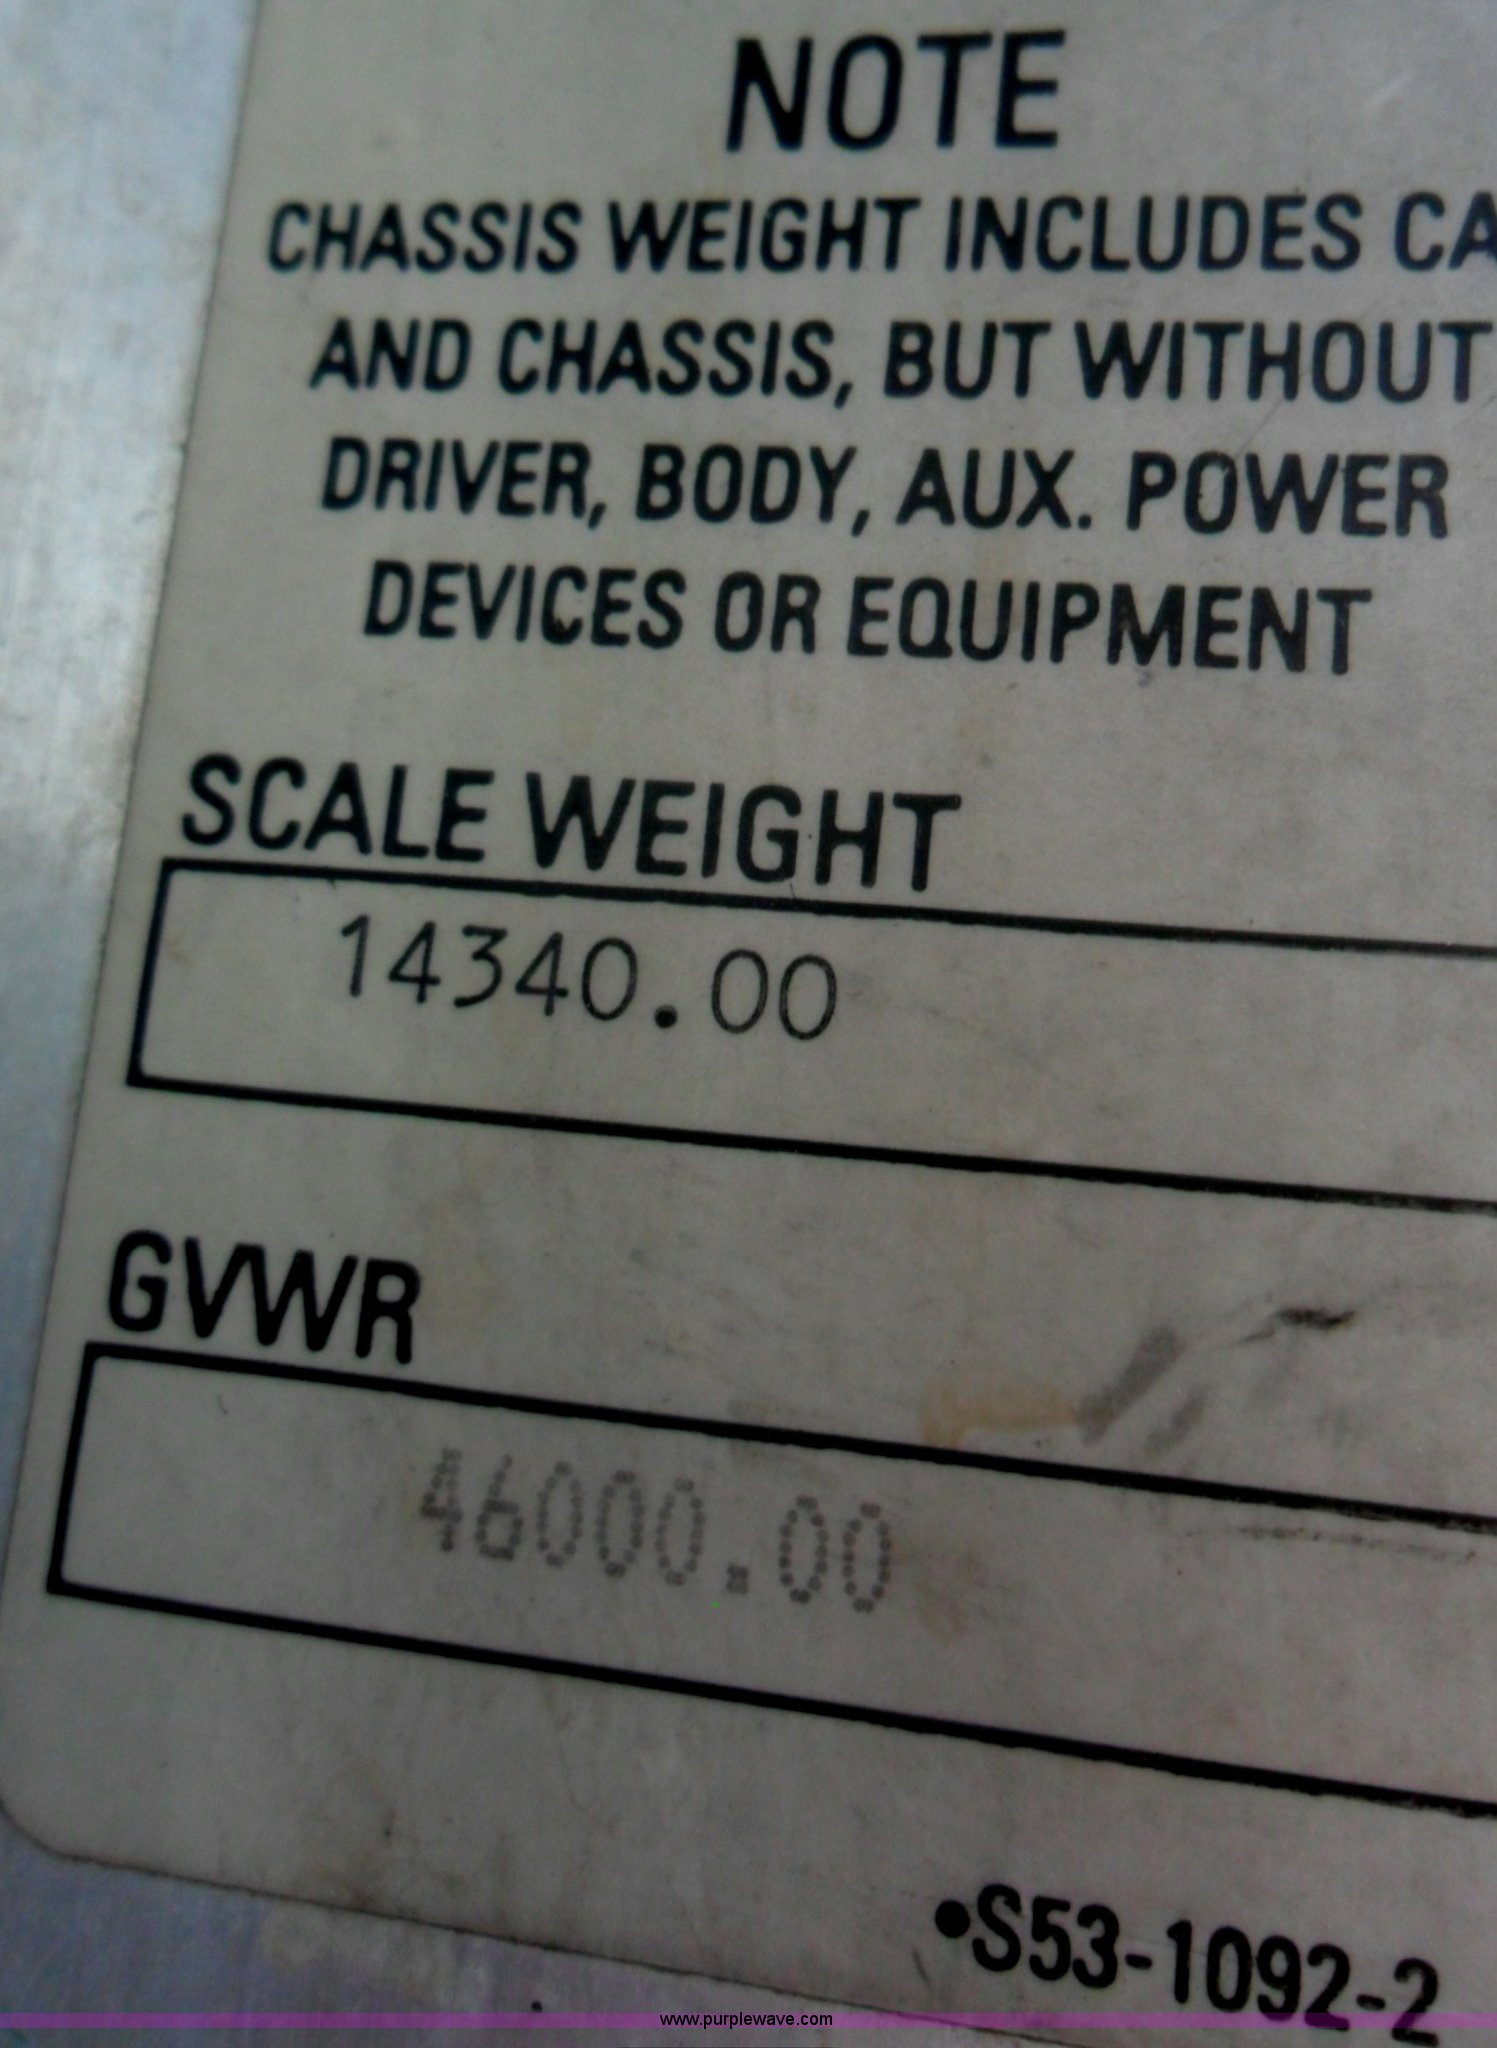 NOTE
CHASSIS WEIGHT INCLUDES CA
AND CHASSIS, BUT WITHOUT
DRIVER, BODY, AUX. POWER
DEVICES OR EQUIPMENT
SCALE WEIGHT
14340.00
GVWR
46000.00
•S53-1092-2
www.purplewave.com